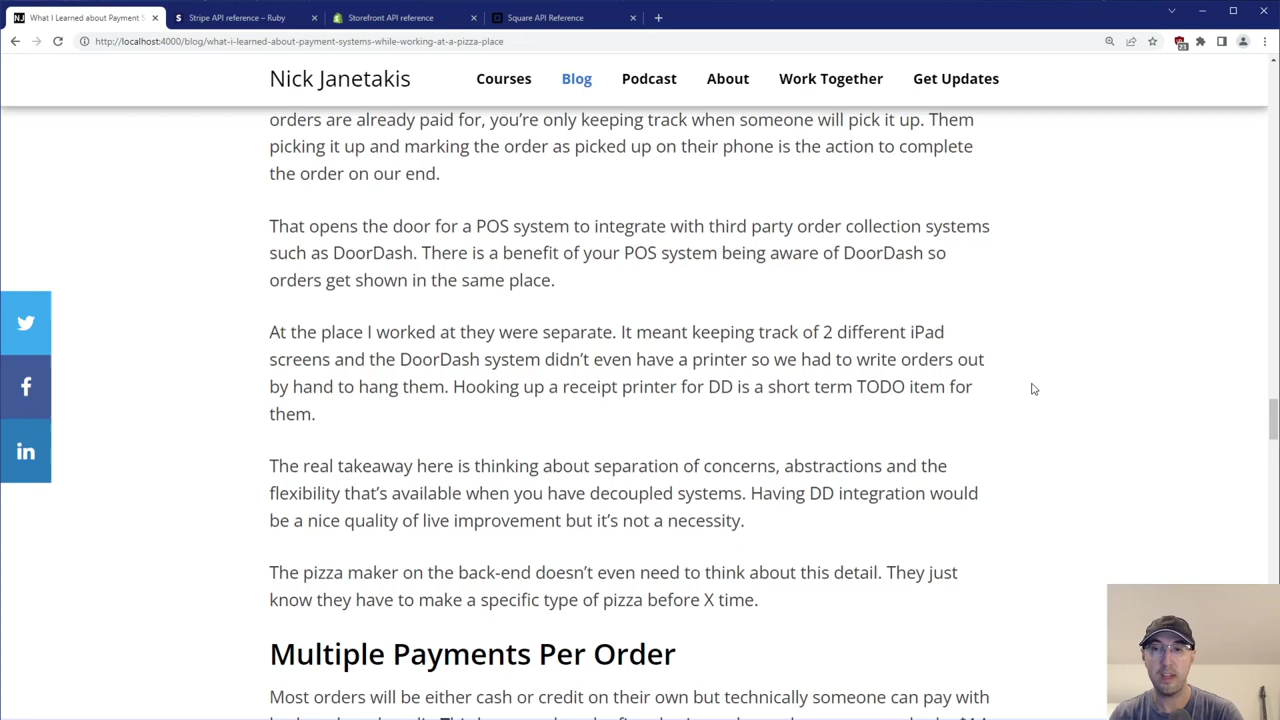 What I Learned about Payment S
Stripe API reference – Ruby
Storefront API reference
Square API Reference
http://localhost:4000/blog/what-i-learned-about-payment-systems-while-working-at-a-pizza-place
23
Nick Janetakis
Courses
Blog
Podcast
About
Work Together
Get Updates
orders are already paid for, you’re only keeping track when someone will pick it up. Them
picking it up and marking the order as picked up on their phone is the action to complete
the order on our end.
That opens the door for a POS system to integrate with third party order collection systems
such as DoorDash. There is a benefit of your POS system being aware of DoorDash so
orders get shown in the same place.
At the place I worked at they were separate. It meant keeping track of 2 different iPad
screens and the DoorDash system didn’t even have a printer so we had to write orders out
by hand to hang them. Hooking up a receipt printer for DD is a short term TODO item for
them.
The real takeaway here is thinking about separation of concerns, abstractions and the
flexibility that’s available when you have decoupled systems. Having DD integration would
be a nice quality of live improvement but it’s not a necessity.
The pizza maker on the back-end doesn’t even need to think about this detail. They just
know they have to make a specific type of pizza before X time.
Multiple Payments Per Order
Most orders will be either cash or credit on their own but technically someone can pay with